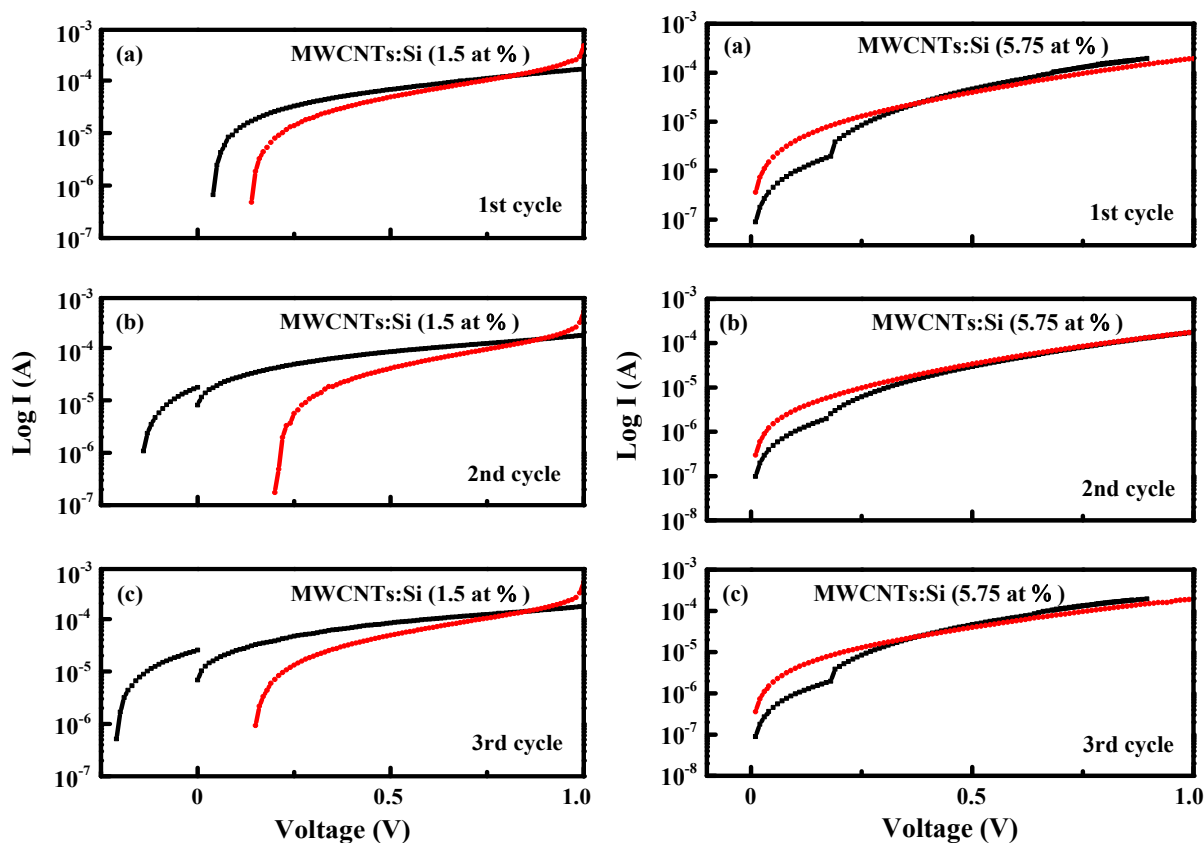 10-3
(a)
MWCNTs:Si (1.5 at %)
10-4
10-5
10-6
1st cycle
10-7
10-3
(b)
MWCNTs:Si (1.5 at %)
10-4
10-5
10-6
2nd cycle
10-7
10-3
(c)
MWCNTs:Si (1.5 at %)
10-4
10-5
10-6
3rd cycle
10-7
0 0.5 1.0
Voltage (V)
Log I (A)
10-3
(a)
MWCNTs:Si (5.75 at %)
10-4
10-5
10-6
10-7
1st cycle
10-3
(b)
MWCNTs:Si (5.75 at %)
10-4
10-5
10-6
10-7
2nd cycle
10-8
10-3
(c)
MWCNTs:Si (5.75 at %)
10-4
10-5
10-6
10-7
3rd cycle
10-8
0 0.5 1.0
Voltage (V)
Log I (A)